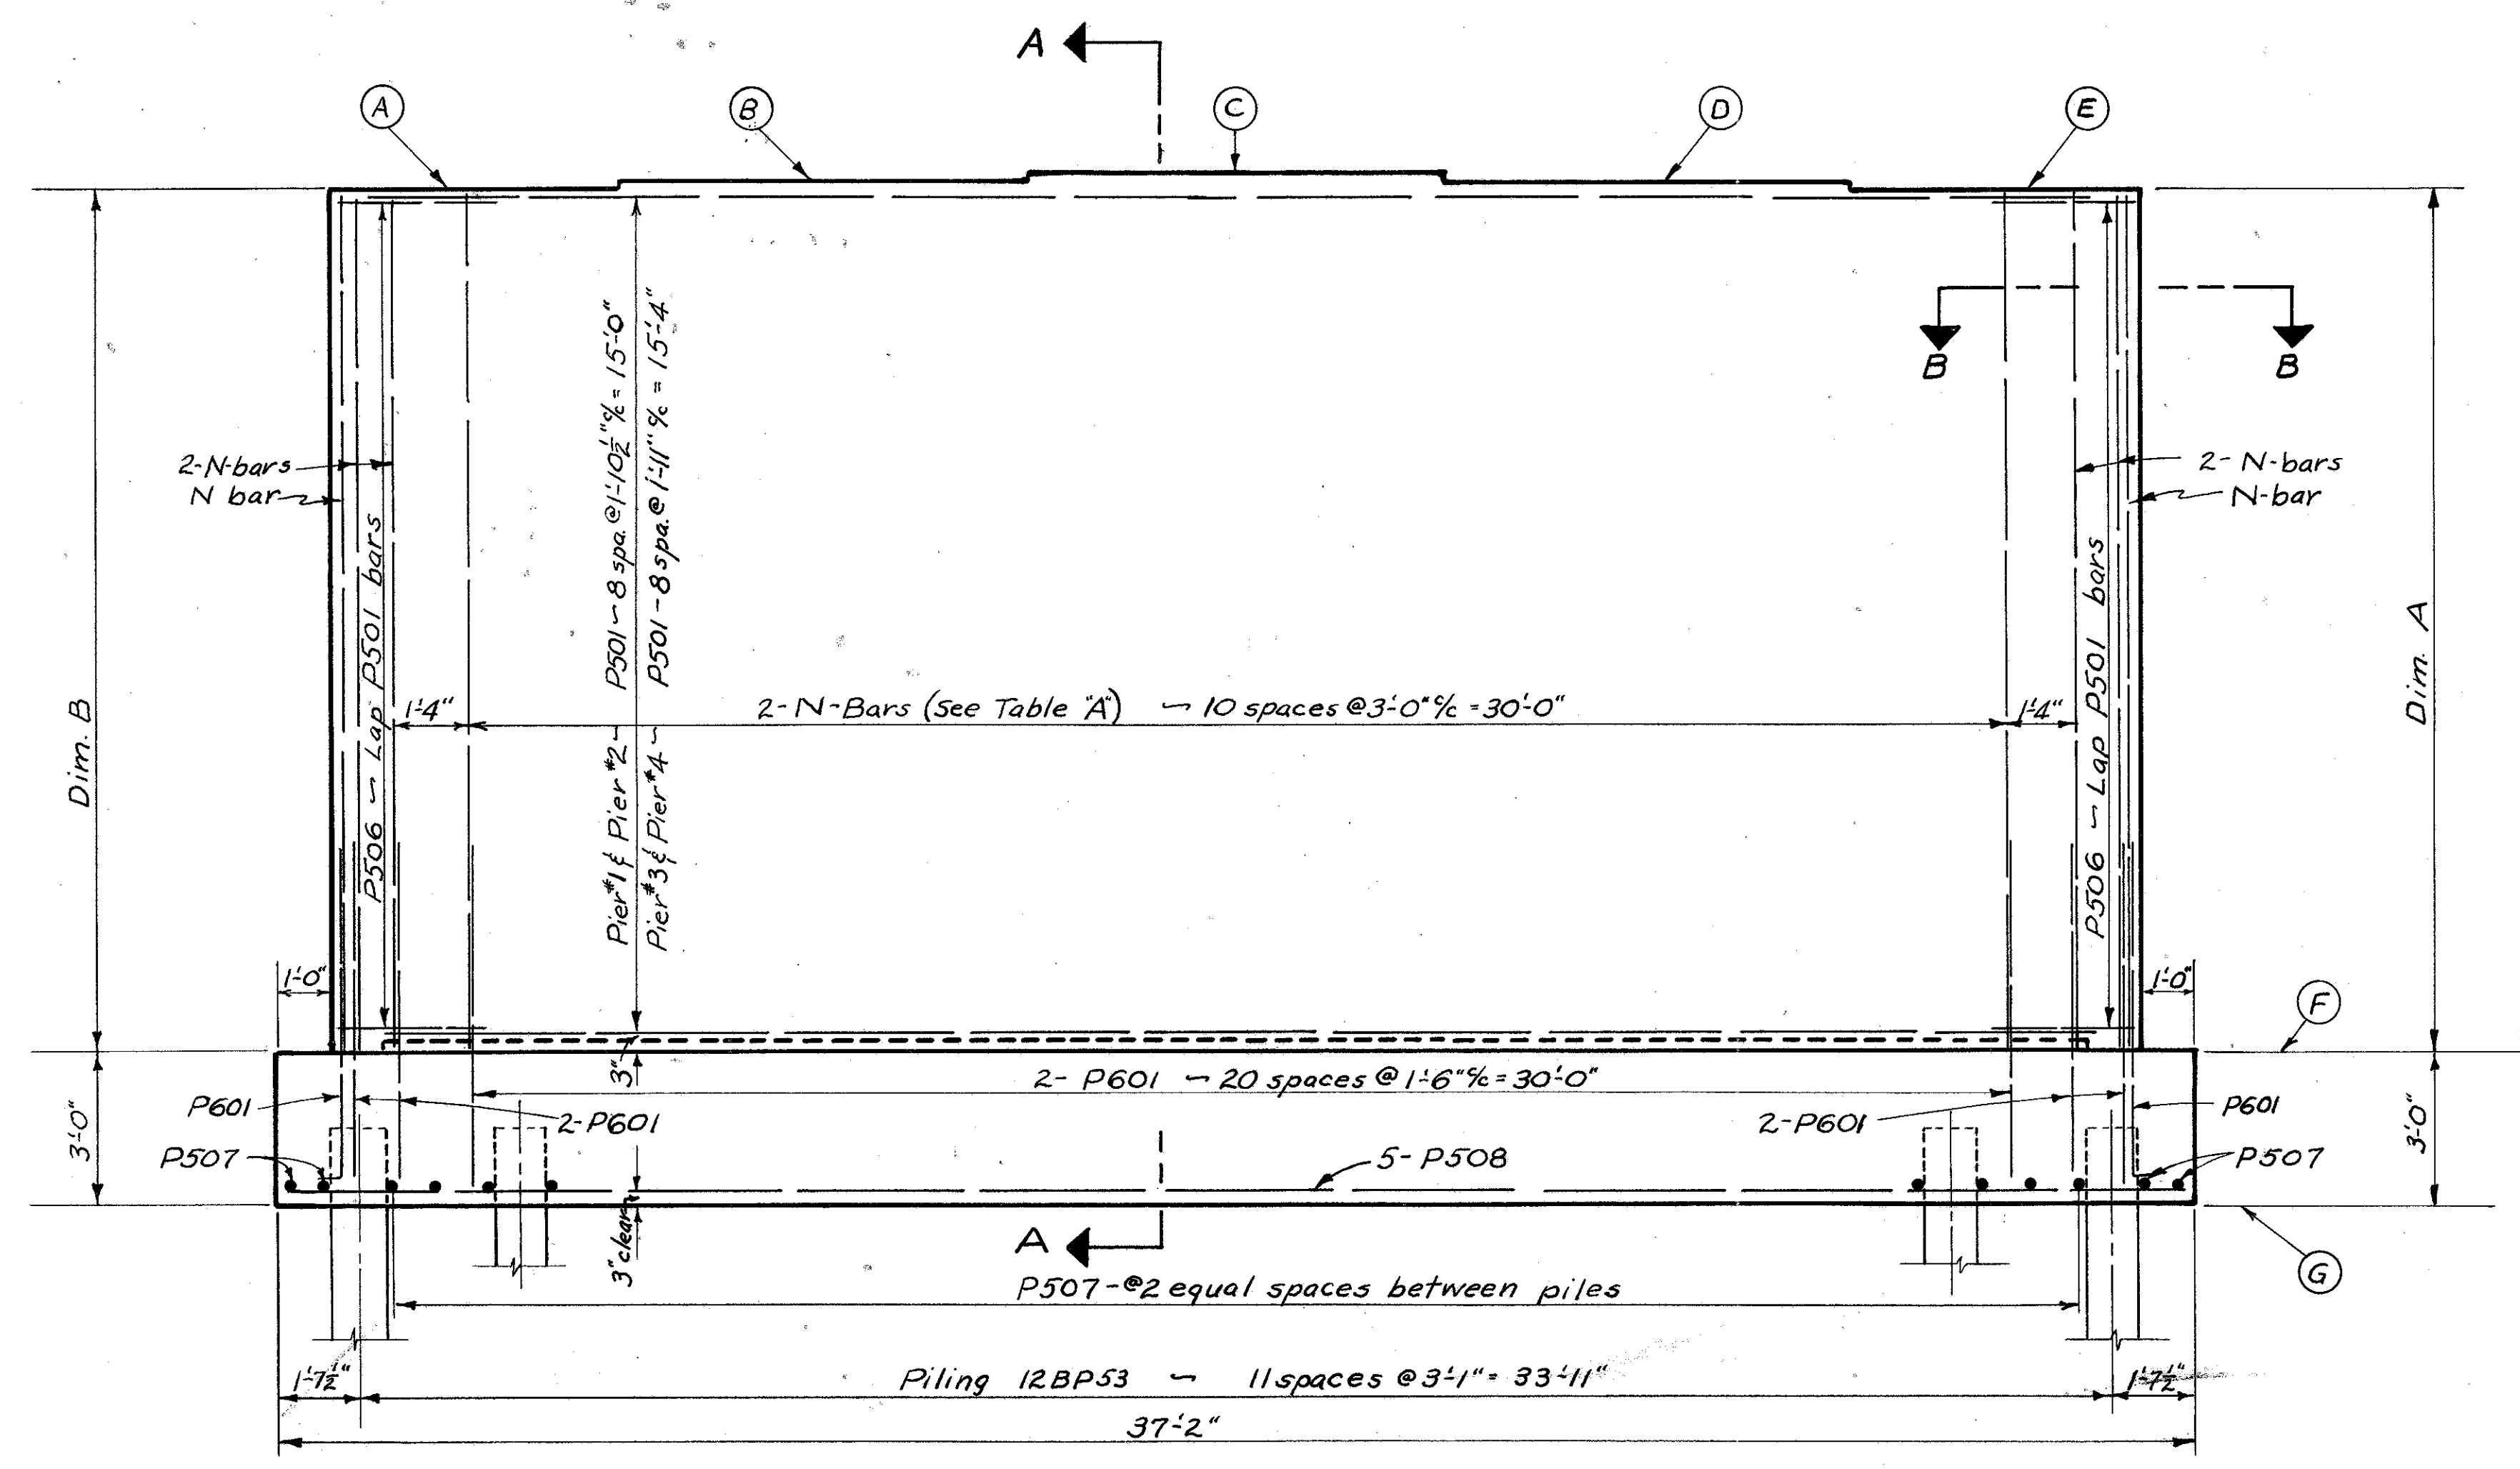 A
A
B
C
D
E
B
B
2-N-bars
N bar
2- N-bars
N-bar
P506 - Lap P501 bars
Pier #1 & Pier #2 - P501 - 8 spa. @ 1'-10½" c/c = 15'-0"
Pier #3 & Pier #4 - P501 - 8 spa. @ 1'-11" c/c = 15'-4"
P506 - Lap P501 bars
Dim. B
Dim. A
1'-4"
2-N-Bars (See Table "A") - 10 spaces @ 3'-0" c/c = 30'-0"
1'-4"
1'-0"
1'-0"
F
3"
2- P601 - 20 spaces @ 1'-6" c/c = 30'-0"
P601
2-P601
2-P601
P601
3'-0"
3'-0"
P507
5- P508
P507
3" clear
A
G
P507-@2 equal spaces between piles
1'-7½"
Piling 12BP53 - 11 spaces @ 3'-1" = 33'-11"
1'-7½"
37'-2"